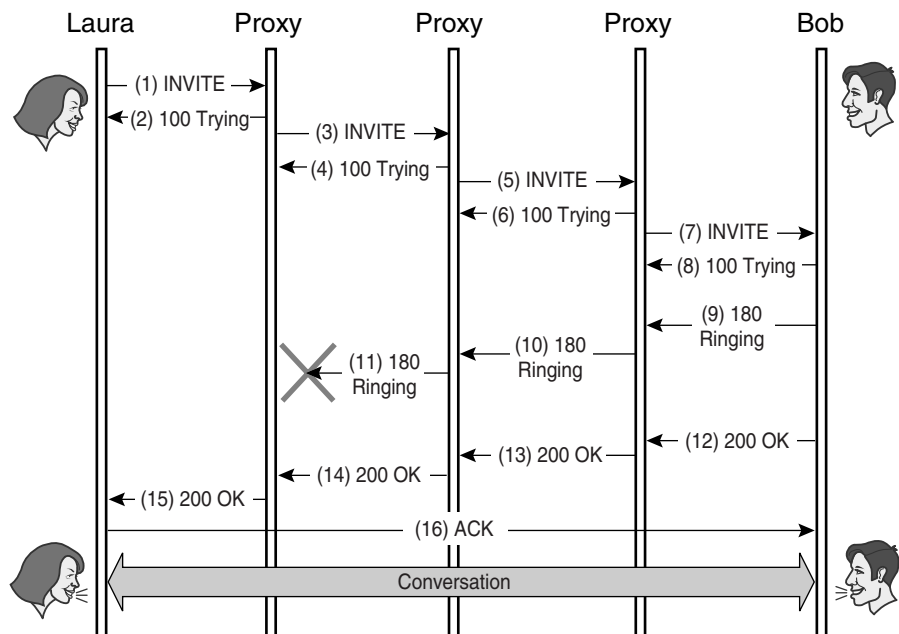 Laura Proxy Proxy Proxy Bob
(1) INVITE
(2) 100 Trying
(3) INVITE
(4) 100 Trying
(5) INVITE
(6) 100 Trying
(7) INVITE
(8) 100 Trying
(9) 180
Ringing
(10) 180
Ringing
(11) 180
Ringing
(12) 200 OK
(13) 200 OK
(14) 200 OK
(15) 200 OK
(16) ACK
Conversation